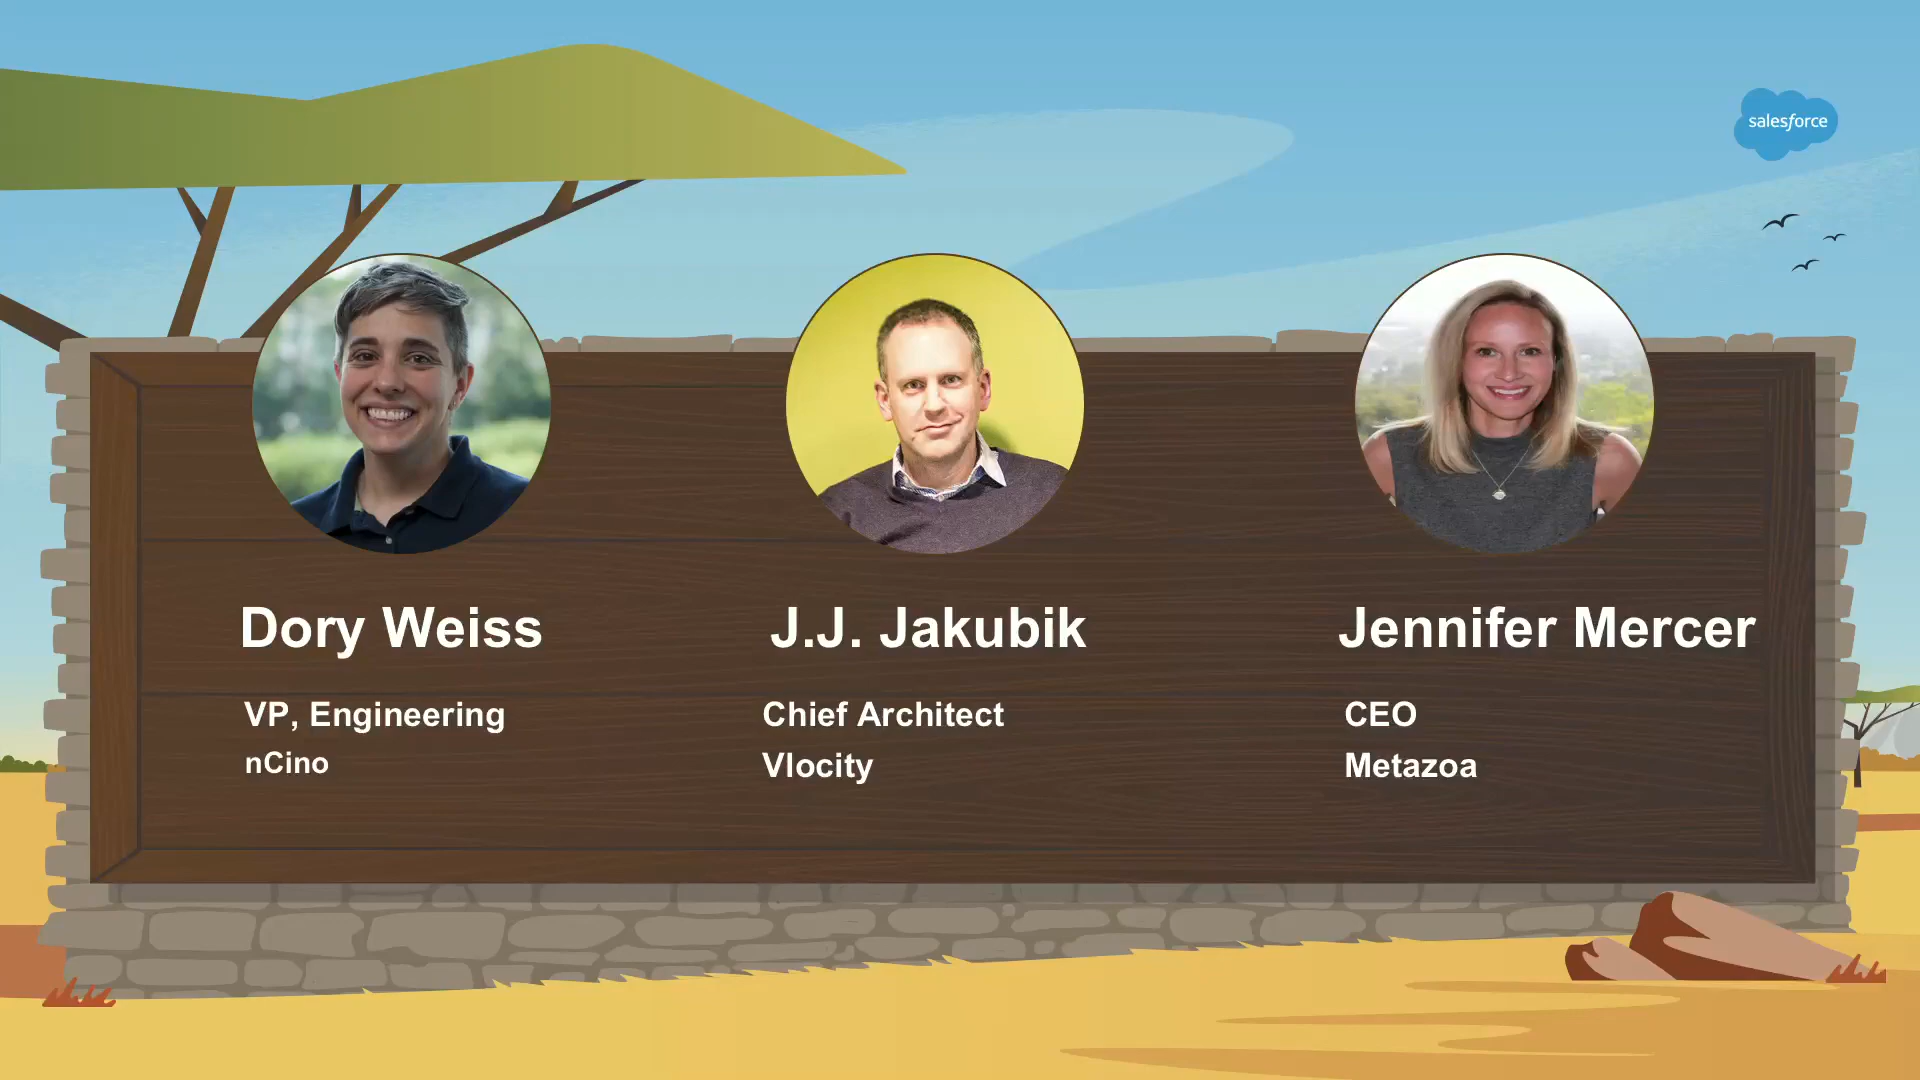 salesforce
Dory Weiss
VP, Engineering
nCino
J.J. Jakubik
Chief Architect
Vlocity
Jennifer Mercer
CEO
Metazoa